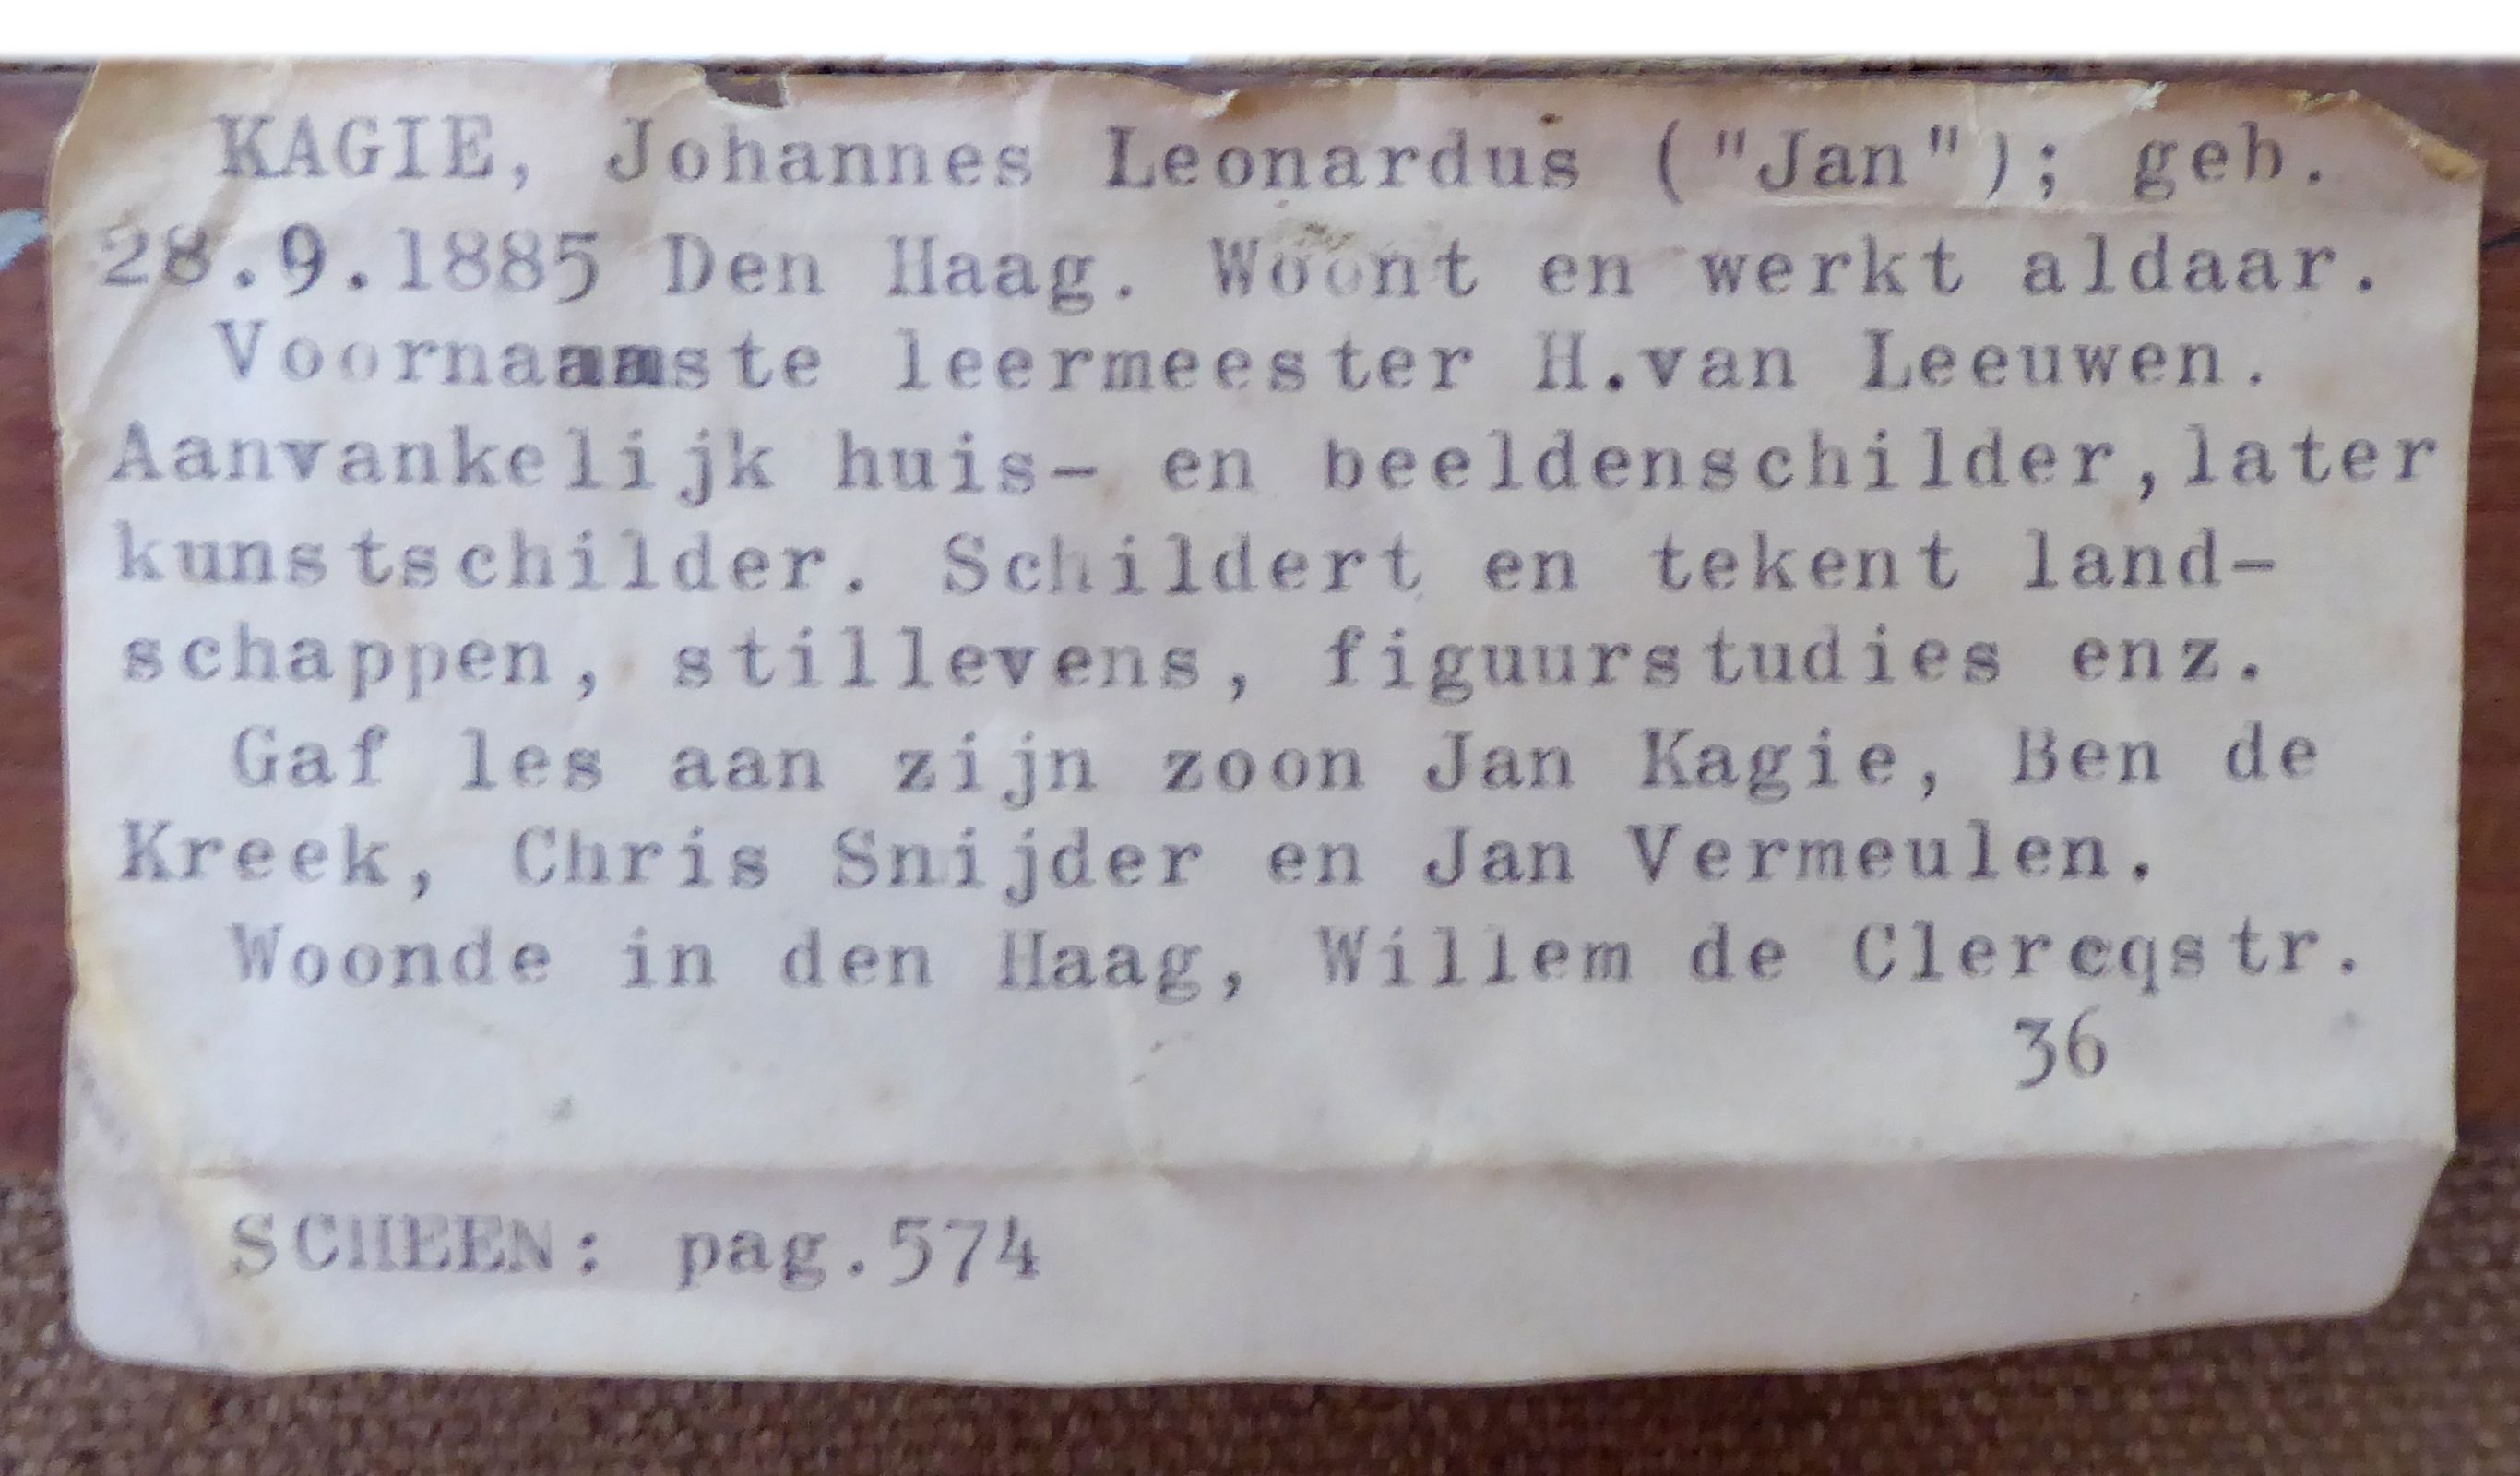 KAGIE, Johannes Leonardus ("Jan"); geb.
28.9.1885 Den Haag. Woont en werkt aldaar.
Voornaamste leermeester H.van Leeuwen.
Aanvankelijk huis- en beeldenschilder,later
kunstschilder. Schildert en tekent land-
schappen, stillevens, figuurstudies enz.
Gaf les aan zijn zoon Jan Kagie, Ben de
Kreek, Chris Snijder en Jan Vermeulen.
Woonde in den Haag, Willem de Clercqstr.
36
SCHEEN: pag.574